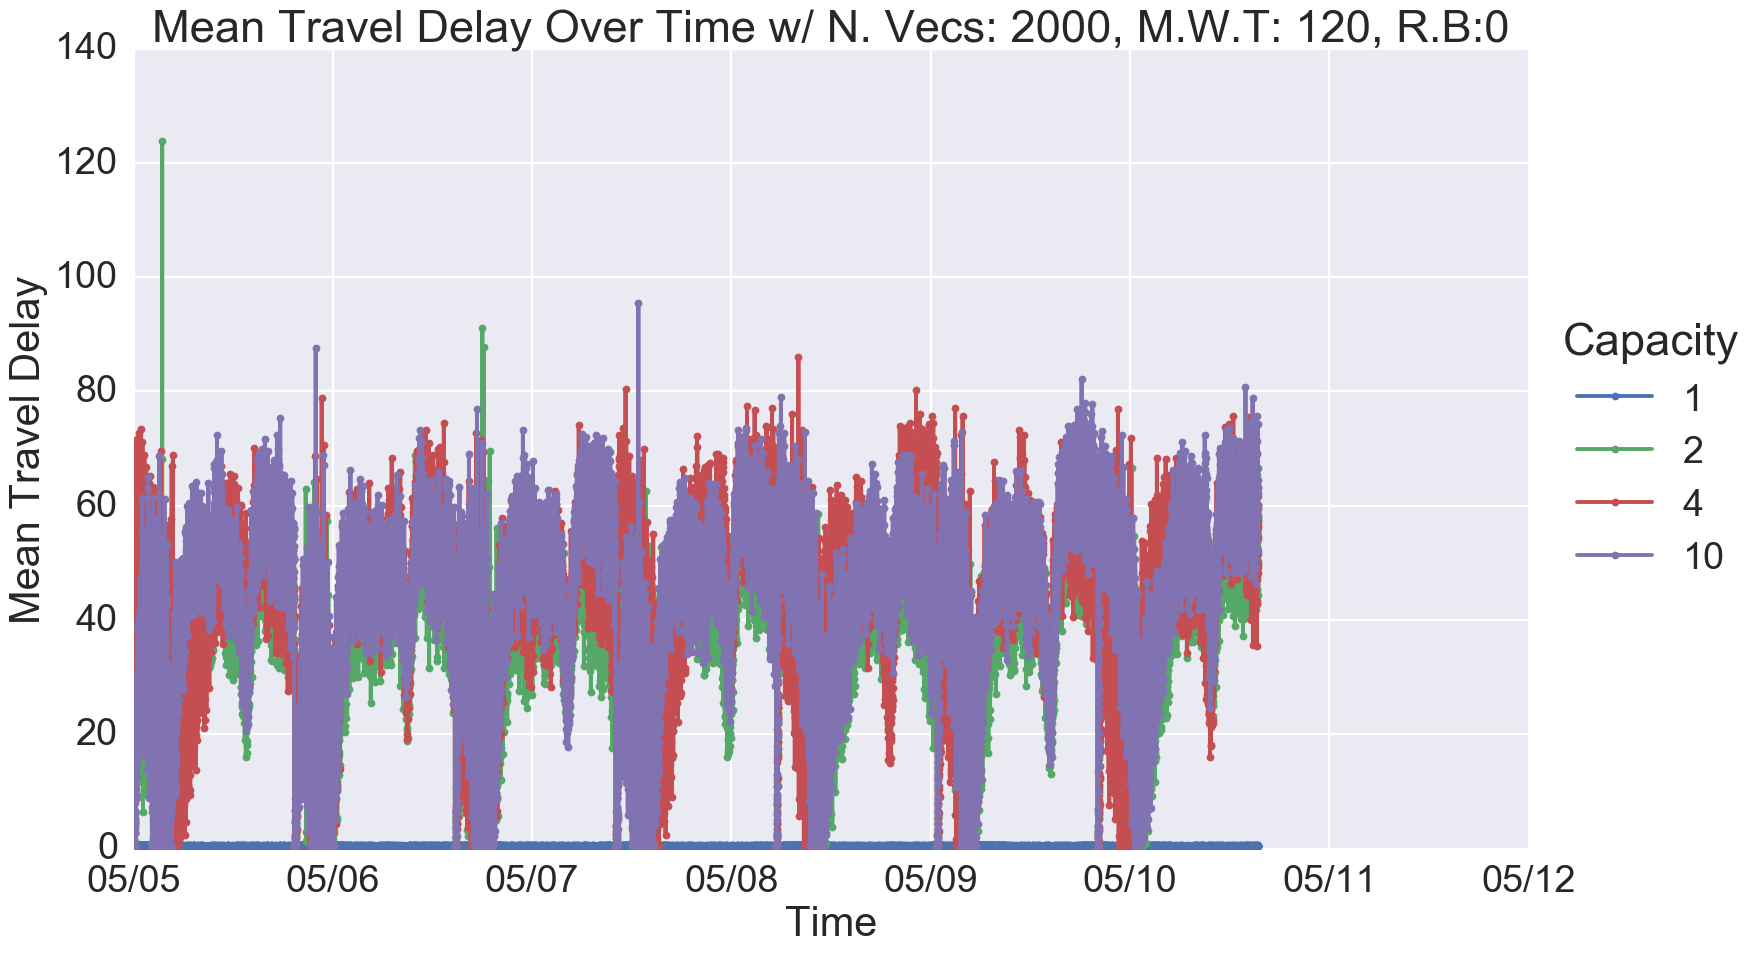 Mean Travel Delay Over Time w/ N. Vecs: 2000, M.W.T: 120, R.B:0
140
120
100
80
60
40
20
0
Mean Travel Delay
05/05 05/06 05/07 05/08 05/09 05/10 05/11 05/12
Time
Capacity
1
2
4
10